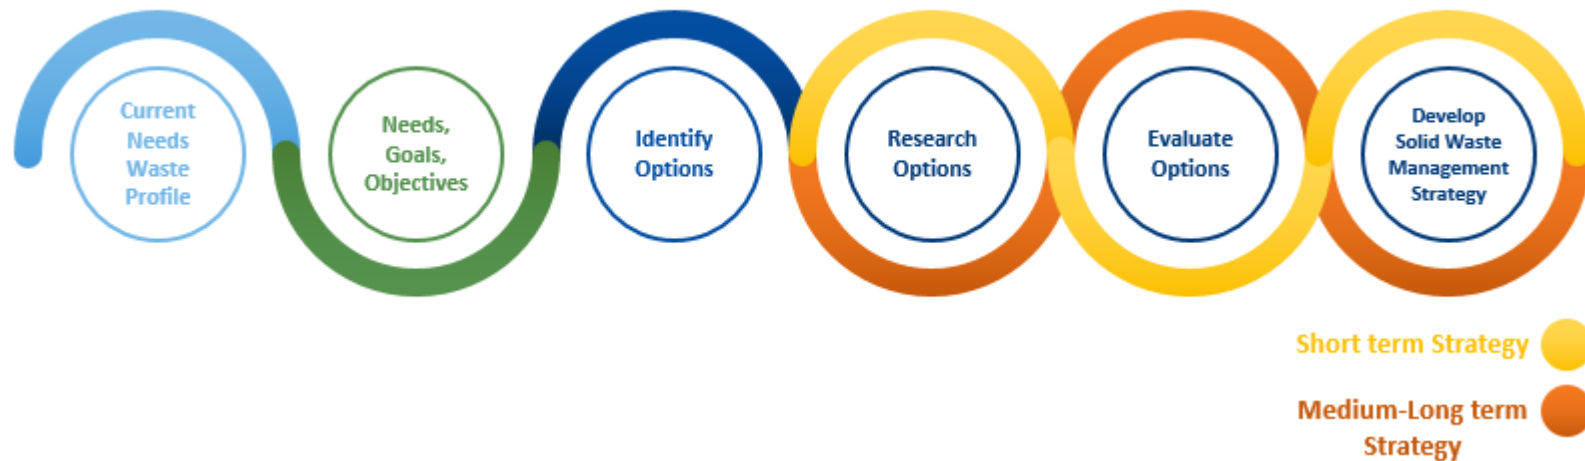 Current
Needs
Waste
Profile
Needs,
Goals,
Objectives
Identify
Options
Research
Options
Evaluate
Options
Develop
Solid Waste
Management
Strategy
Short term Strategy
Medium-Long term
Strategy